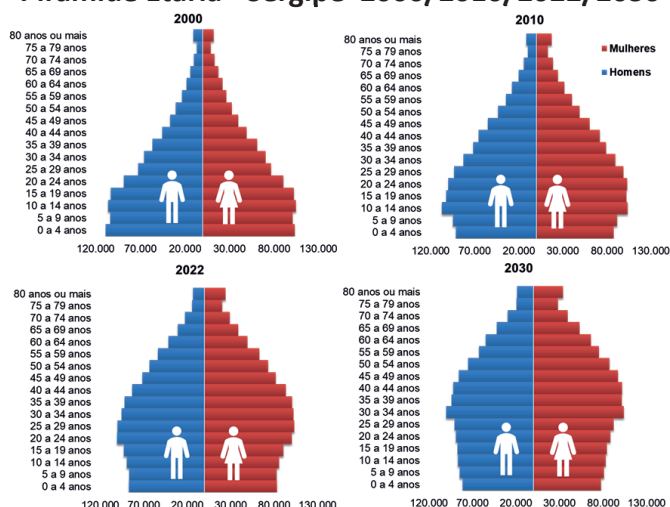 2000
80 anos ou mais
75 a 79 anos
70 a 74 anos
65 a 69 anos
60 a 64 anos
55 a 59 anos
50 a 54 anos
45 a 49 anos
40 a 44 anos
35 a 39 anos
30 a 34 anos
25 a 29 anos
20 a 24 anos
15 a 19 anos
10 a 14 anos
5 a 9 anos
0 a 4 anos
120.000 70.000 20.000 30.000 80.000 130.000
2010
Mulheres
Homens
80 anos ou mais
75 a 79 anos
70 a 74 anos
65 a 69 anos
60 a 64 anos
55 a 59 anos
50 a 54 anos
45 a 49 anos
40 a 44 anos
35 a 39 anos
30 a 34 anos
25 a 29 anos
20 a 24 anos
15 a 19 anos
10 a 14 anos
5 a 9 anos
0 a 4 anos
120.000 70.000 20.000 30.000 80.000 130.000
2022
80 anos ou mais
75 a 79 anos
70 a 74 anos
65 a 69 anos
60 a 64 anos
55 a 59 anos
50 a 54 anos
45 a 49 anos
40 a 44 anos
35 a 39 anos
30 a 34 anos
25 a 29 anos
20 a 24 anos
15 a 19 anos
10 a 14 anos
5 a 9 anos
0 a 4 anos
120.000 70.000 20.000 30.000 80.000 130.000
2030
80 anos ou mais
75 a 79 anos
70 a 74 anos
65 a 69 anos
60 a 64 anos
55 a 59 anos
50 a 54 anos
45 a 49 anos
40 a 44 anos
35 a 39 anos
30 a 34 anos
25 a 29 anos
20 a 24 anos
15 a 19 anos
10 a 14 anos
5 a 9 anos
0 a 4 anos
120.000 70.000 20.000 30.000 80.000 130.000